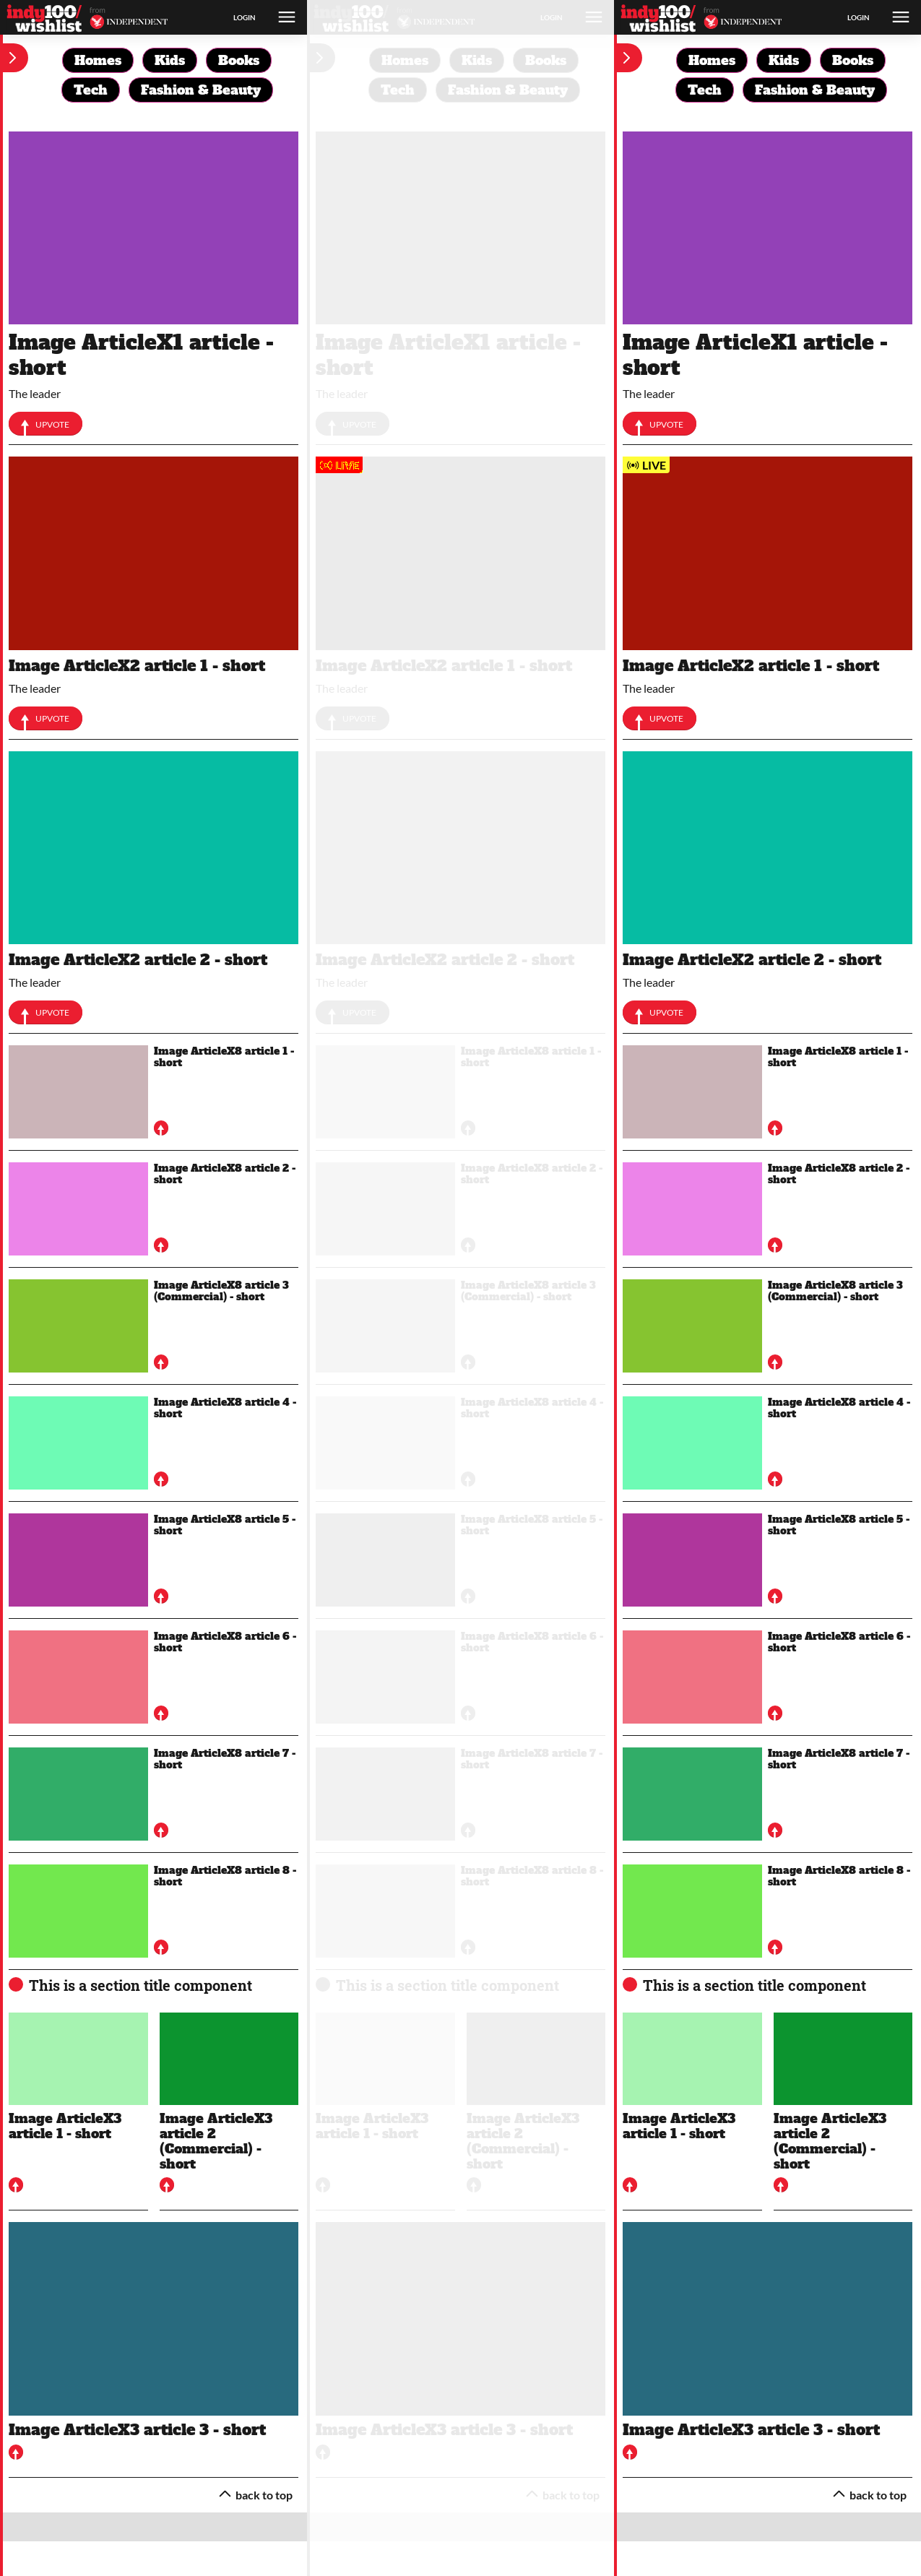 indy100/ from
wishlist INDEPENDENT
LOGIN
Homes Kids Books
Tech Fashion & Beauty
Image ArticleX1 article -
short
The leader
UPVOTE
Image ArticleX2 article 1 - short
The leader
UPVOTE
Image ArticleX2 article 2 - short
The leader
UPVOTE
Image ArticleX8 article 1 -
short
Image ArticleX8 article 2 -
short
Image ArticleX8 article 3
(Commercial) - short
Image ArticleX8 article 4 -
short
Image ArticleX8 article 5 -
short
Image ArticleX8 article 6 -
short
Image ArticleX8 article 7 -
short
Image ArticleX8 article 8 -
short
This is a section title component
Image ArticleX3
article 1 - short
Image ArticleX3
article 2
(Commercial) -
short
Image ArticleX3 article 3 - short
back to top
indy100/
wishlist INDEPENDENT
LOGIN
Homes Kids Books
Tech Fashion & Beauty
Image ArticleX1 article -
short
The leader
UPVOTE
Image ArticleX2 article 1 - short
The leader
UPVOTE
Image ArticleX2 article 2 - short
The leader
UPVOTE
Image ArticleX8 article 1 -
short
Image ArticleX8 article 2 -
short
Image ArticleX8 article 3
(Commercial) - short
Image ArticleX8 article 4 -
short
Image ArticleX8 article 5 -
short
Image ArticleX8 article 6 -
short
Image ArticleX8 article 7 -
short
Image ArticleX8 article 8 -
short
This is a section title component
Image ArticleX3
article 1 - short
Image ArticleX3
article 2
(Commercial) -
short
Image ArticleX3 article 3 - short
back to top
indy100/ from
wishlist INDEPENDENT
LOGIN
Homes Kids Books
Tech Fashion & Beauty
Image ArticleX1 article -
short
The leader
UPVOTE
LIVE
Image ArticleX2 article 1 - short
The leader
UPVOTE
Image ArticleX2 article 2 - short
The leader
UPVOTE
Image ArticleX8 article 1 -
short
Image ArticleX8 article 2 -
short
Image ArticleX8 article 3
(Commercial) - short
Image ArticleX8 article 4 -
short
Image ArticleX8 article 5 -
short
Image ArticleX8 article 6 -
short
Image ArticleX8 article 7 -
short
Image ArticleX8 article 8 -
short
This is a section title component
Image ArticleX3
article 1 - short
Image ArticleX3
article 2
(Commercial) -
short
Image ArticleX3 article 3 - short
back to top